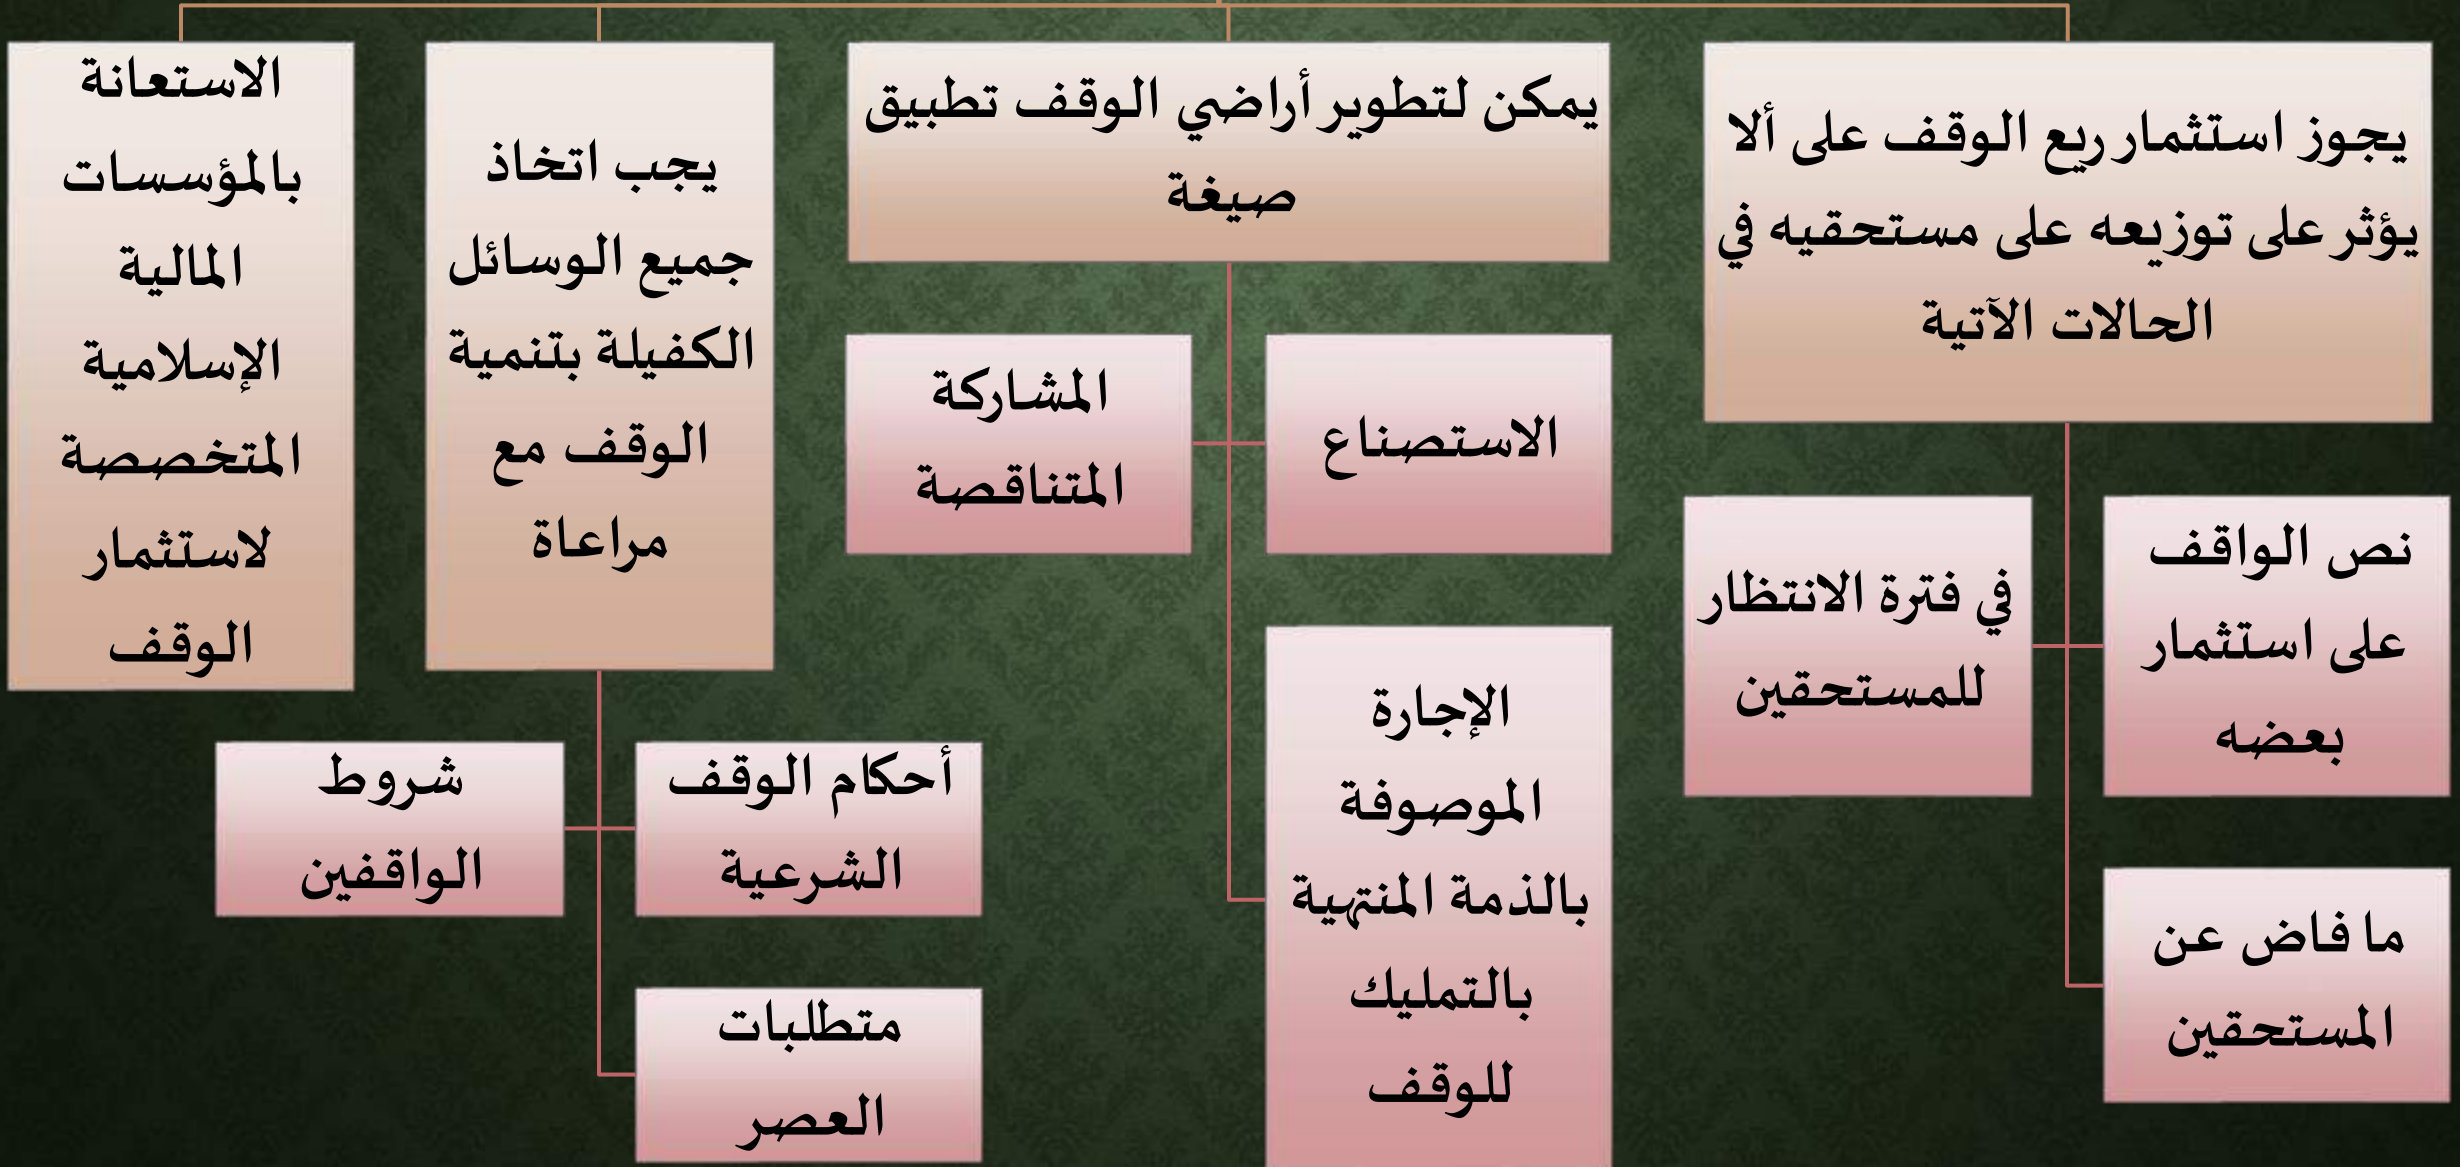 يجوز استثمار ريع الوقف على ألا
يؤثر على توزيعه على مستحقيه في
الحالات الآتية
نص الواقف
على استثمار
بعضه
في فترة الانتظار
للمستحقين
ما فاض عن
المستحقين
يمكن لتطوير أراضي الوقف تطبيق
صيغة
الاستصناع
المشاركة
المتناقصة
الإجارة
الموصوفة
بالذمة المنتهية
بالتمليك
للوقف
يجب اتخاذ
جميع الوسائل
الكفيلة بتنمية
الوقف مع
مراعاة
أحكام الوقف
الشرعية
شروط
الواقفين
متطلبات
العصر
الاستعانة
بالمؤسسات
المالية
الإسلامية
المتخصصة
لاستثمار
الوقف